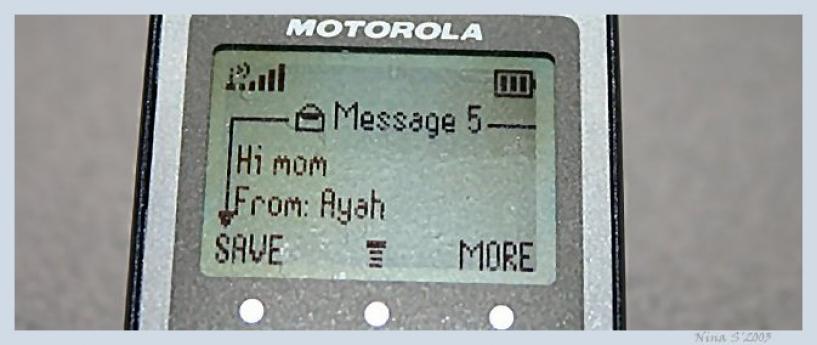 MOTOROLA
Message 5
Hi mom
From: Ayah
SAVE MORE
Nina S'2003